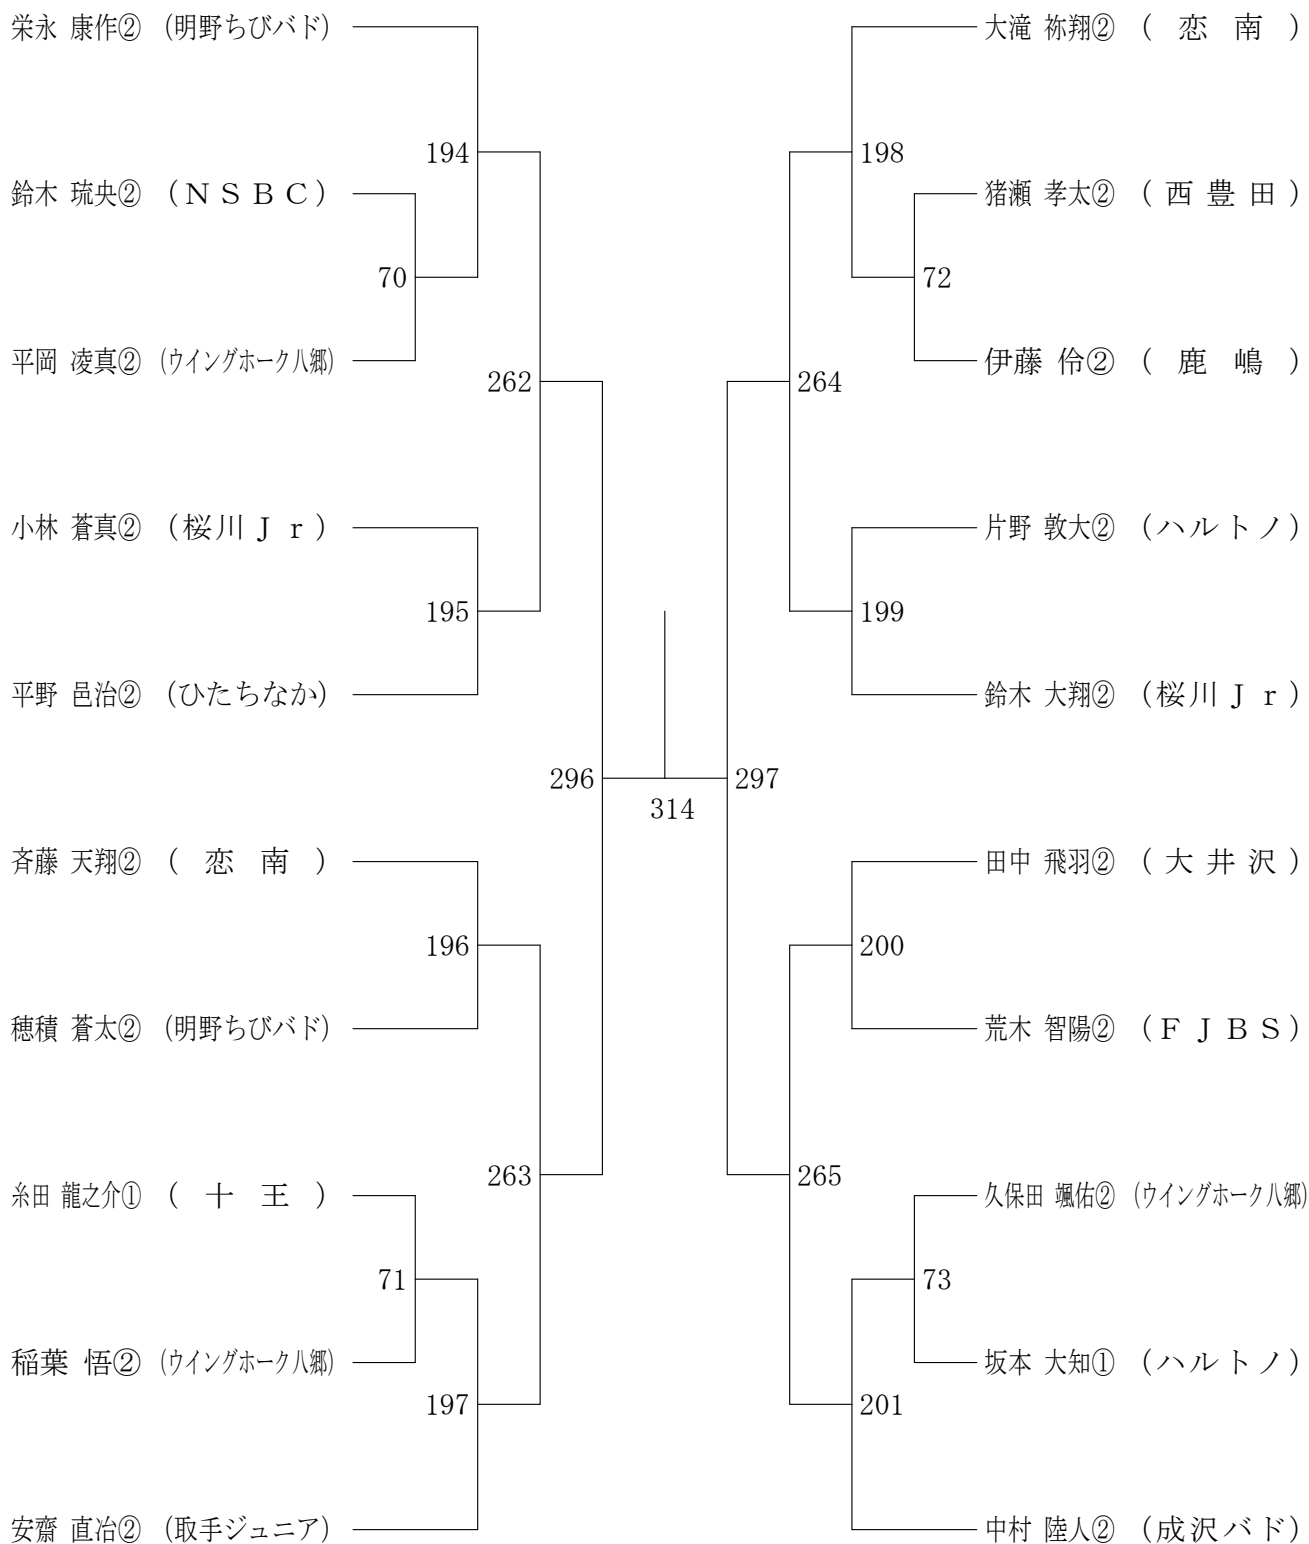 栄永 康作② (明野ちびバド)
194
鈴木 琉央② (NSBC)
70
平岡 凌真② (ウイングホーク八郷)
262
小林 蒼真② (桜川Jr)
195
平野 邑治② (ひたちなか)
296
斉藤 天翔② (恋南)
196
穂積 蒼太② (明野ちびバド)
263
糸田 龍之介① (十王)
71
稲葉 悟② (ウイングホーク八郷)
197
安齋 直冶② (取手ジュニア)
314
大滝 祢翔② (恋南)
198
猪瀬 孝太② (西豊田)
72
伊藤 伶② (鹿嶋)
264
片野 敦大② (ハルトノ)
199
鈴木 大翔② (桜川Jr)
297
田中 飛羽② (大井沢)
200
荒木 智陽② (FJBS)
265
久保田 颯佑② (ウイングホーク八郷)
73
坂本 大知① (ハルトノ)
201
中村 陸人② (成沢バド)